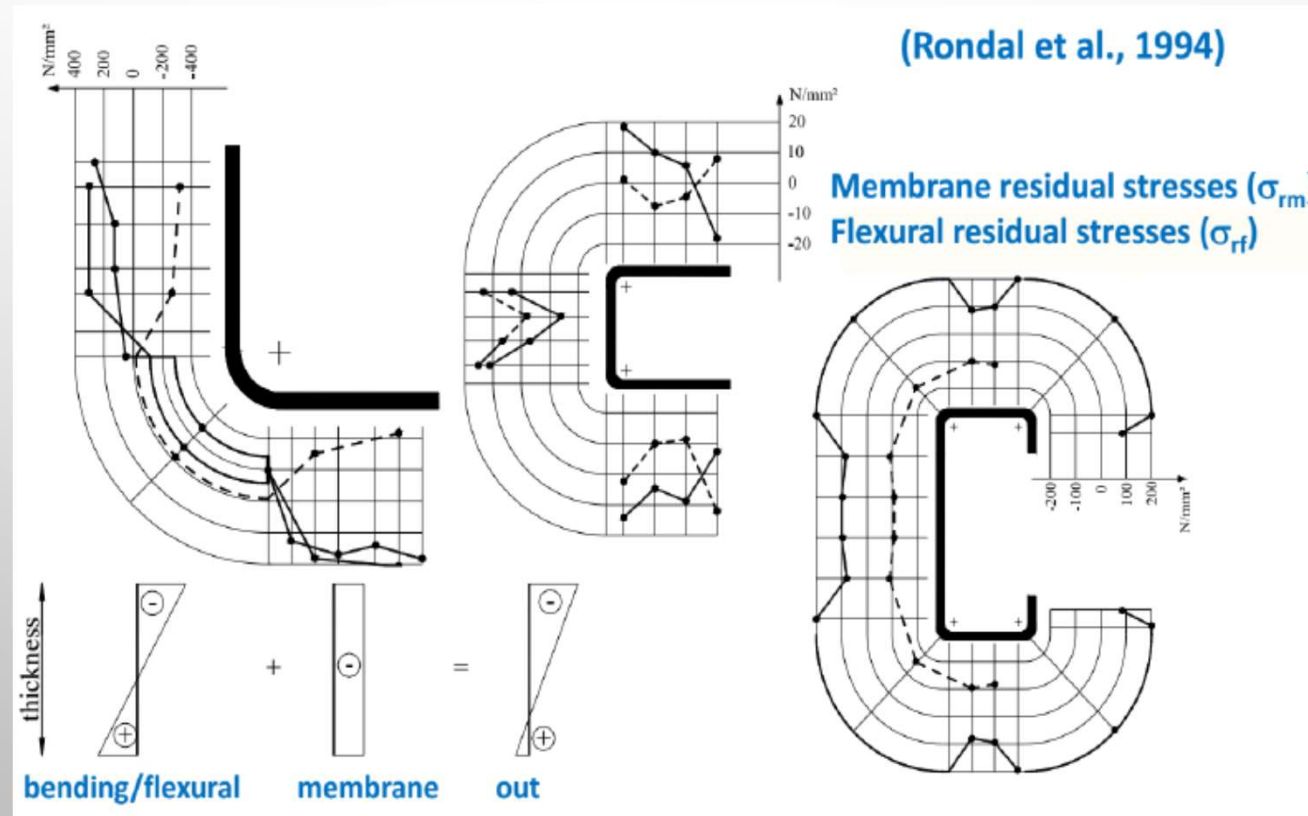 (Rondal et al., 1994)
N/mm²
400
200
0
-200
-400
N/mm²
20
10
0
-10
-20
Membrane residual stresses (σrm)
Flexural residual stresses (σrf)
-200
-100
0
100
200
N/mm²
thickness
-
+
+
-
=
-
+
bending/flexural
membrane
out